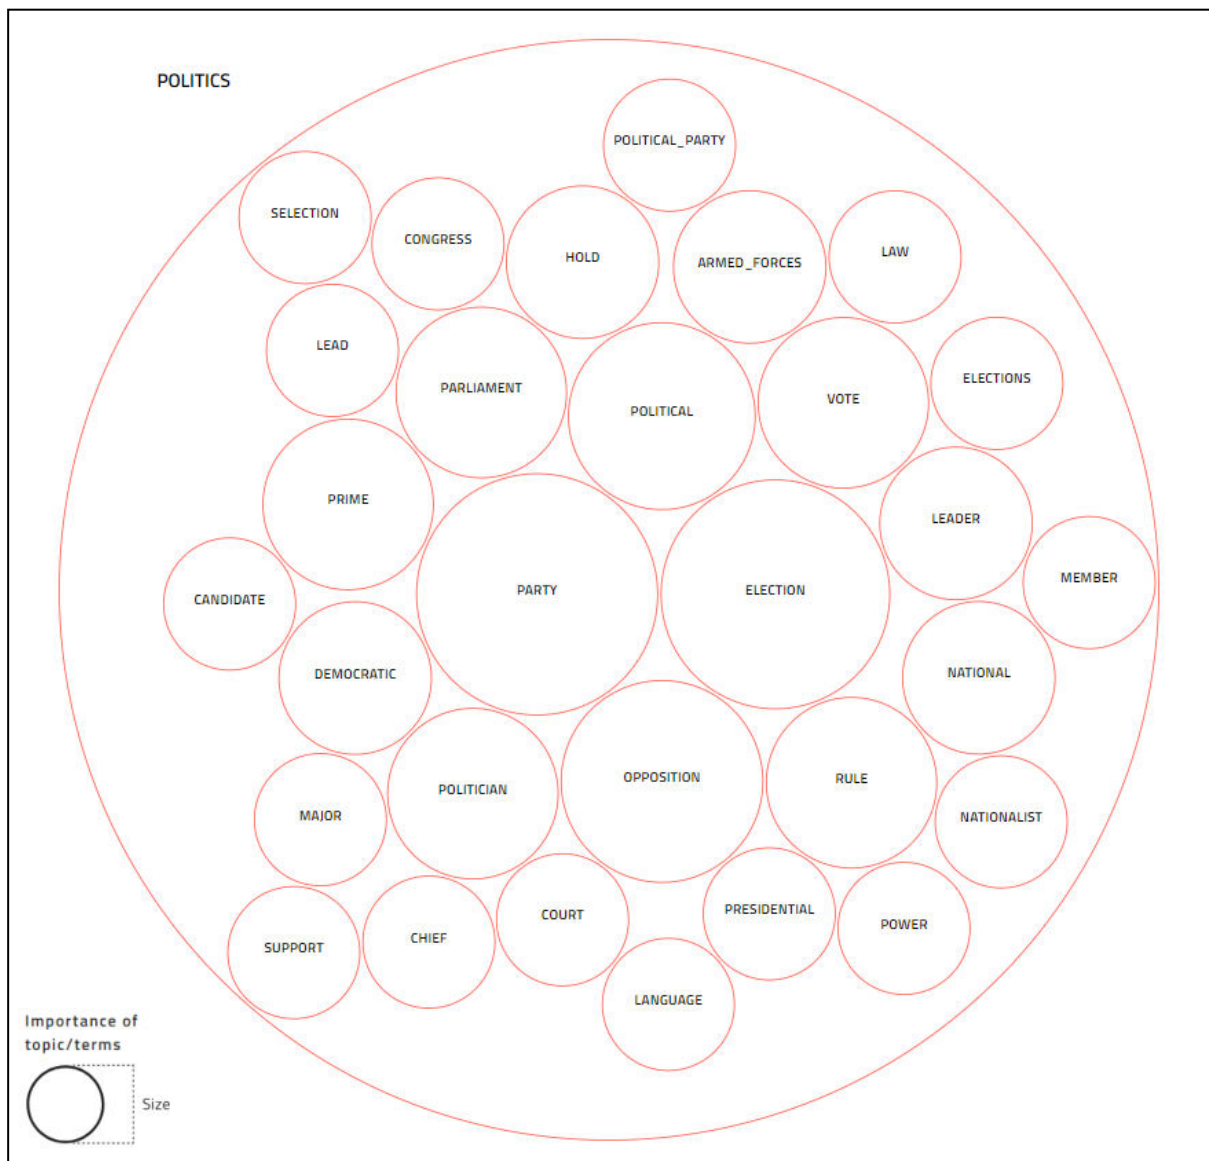 POLITICS
POLITICAL_PARTY
SELECTION
CONGRESS
HOLD
ARMED_FORCES
LAW
LEAD
PARLIAMENT
POLITICAL
VOTE
ELECTIONS
PRIME
LEADER
CANDIDATE
PARTY
ELECTION
MEMBER
DEMOCRATIC
NATIONAL
MAJOR
POLITICIAN
OPPOSITION
RULE
NATIONALIST
SUPPORT
CHIEF
COURT
PRESIDENTIAL
POWER
LANGUAGE
Importance of
topic/terms
Size